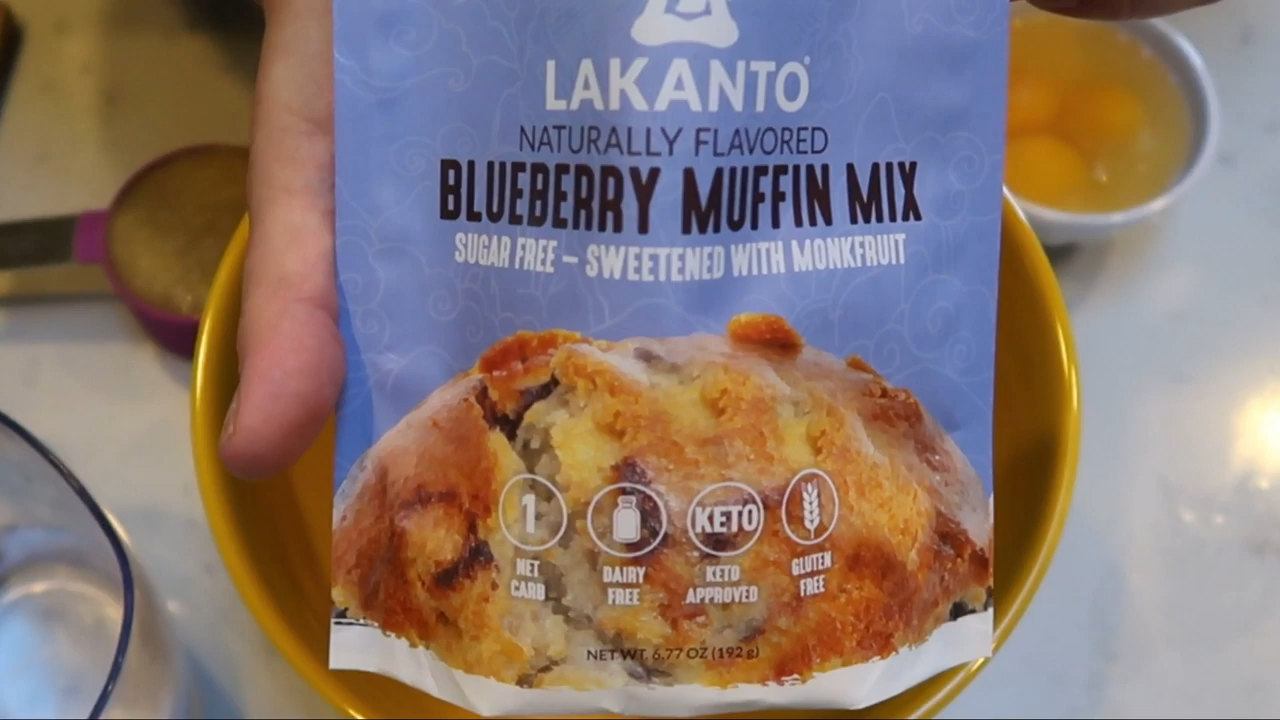 LAKANTO®
NATURALLY FLAVORED
BLUEBERRY MUFFIN MIX
SUGAR FREE – SWEETENED WITH MONKFRUIT
1
NET
CARB
DAIRY
FREE
KETO
KETO
APPROVED
GLUTEN
FREE
NET WT. 6.77 OZ (192 g)